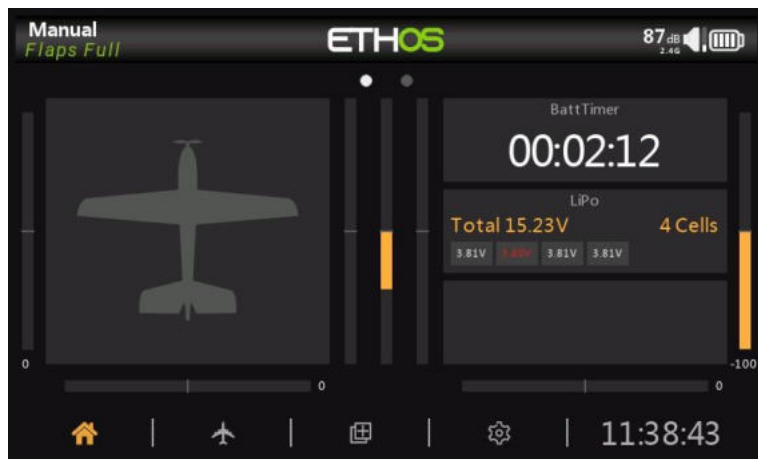 Manual
Flaps Full
ETHOS
87 dB
2.4G
BattTimer
00:02:12
LiPo
Total 15.23V 4 Cells
3.81V 3.81V 3.81V
0 -100
0 0
11:38:43